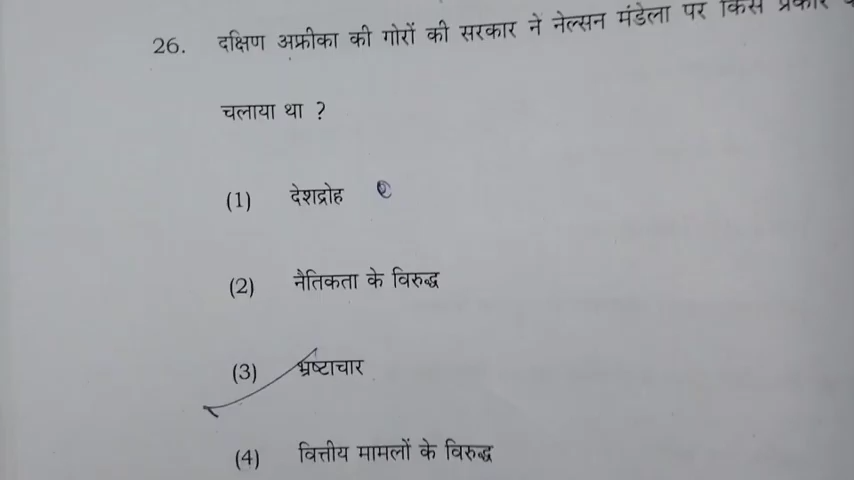 26. दक्षिण अफ्रीका की गोरों की सरकार ने नेल्सन मंडेला पर किस प्रकार
चलाया था ?
(1) देशद्रोह
(2) नैतिकता के विरुद्ध
(3) भ्रष्टाचार
(4) वित्तीय मामलों के विरुद्ध